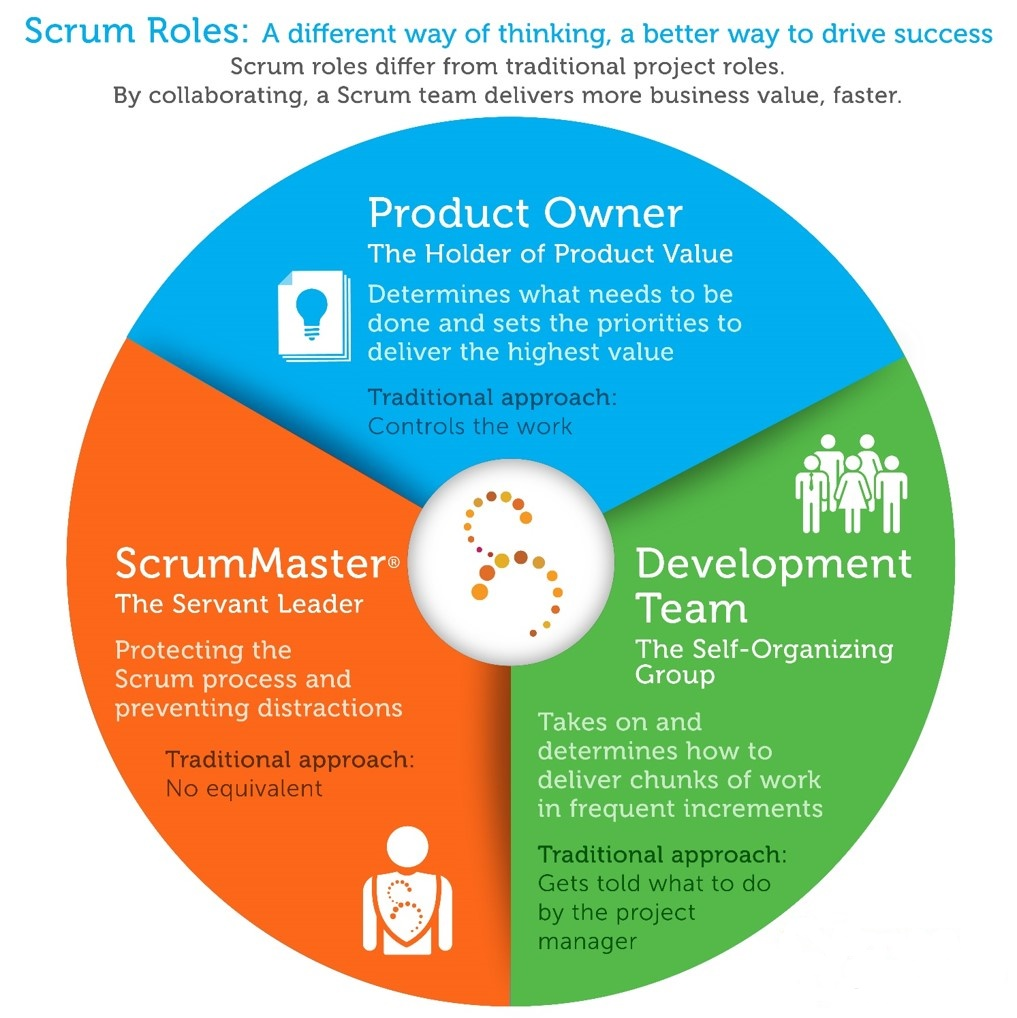 Scrum Roles: A different way of thinking, a better way to drive success
Scrum roles differ from traditional project roles.
By collaborating, a Scrum team delivers more business value, faster.
Product Owner
The Holder of Product Value
Determines what needs to be
done and sets the priorities to
deliver the highest value
Traditional approach:
Controls the work
ScrumMaster®
The Servant Leader
Protecting the
Scrum process and
preventing distractions
Traditional approach:
No equivalent
Development
Team
The Self-Organizing
Group
Takes on and
determines how to
deliver chunks of work
in frequent increments
Traditional approach:
Gets told what to do
by the project
manager